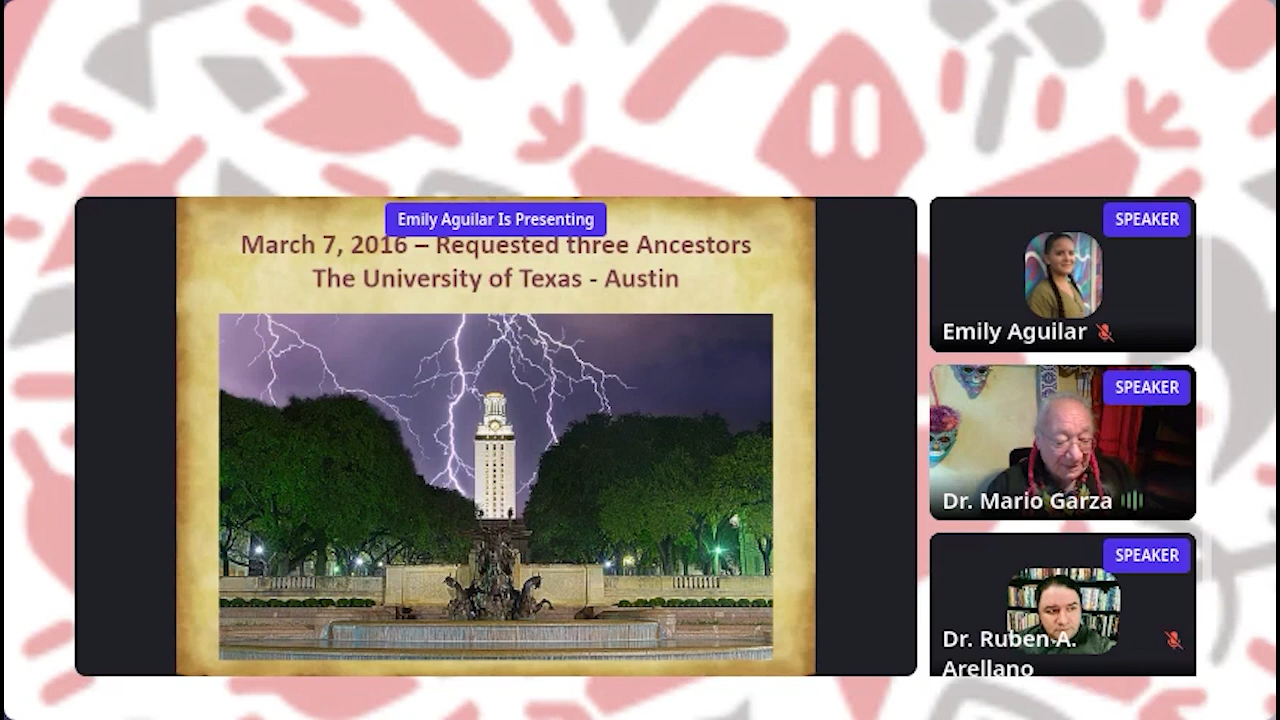 Emily Aguilar Is Presenting
March 7, 2016 – Requested three Ancestors
The University of Texas - Austin
SPEAKER
Emily Aguilar
SPEAKER
Dr. Mario Garza
SPEAKER
Dr. Ruben A.
Arellano